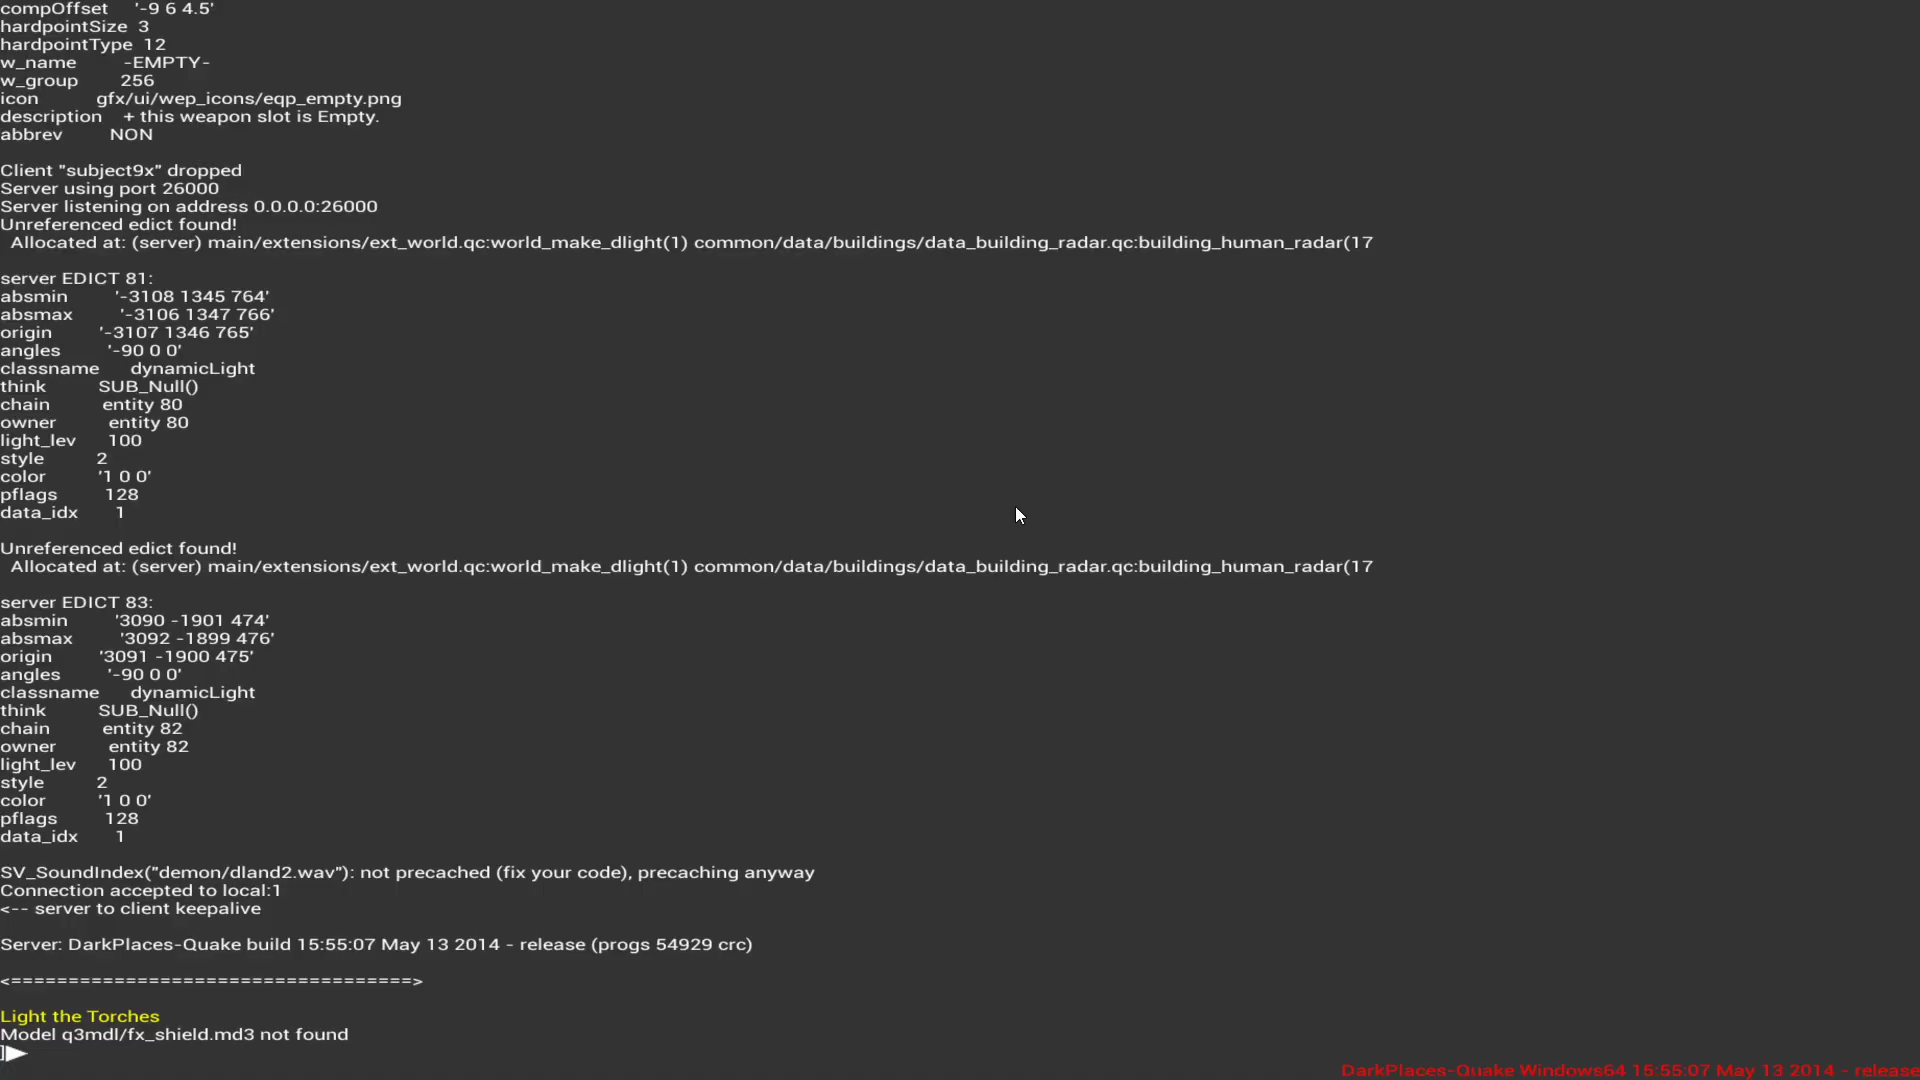 compOffset '-9 6 4.5'
hardpointSize 3
hardpointType 12
w_name -EMPTY-
w_group 256
icon gfx/ui/wep_icons/eqp_empty.png
description + this weapon slot is Empty.
abbrev NON
Client "subject9x" dropped
Server using port 26000
Server listening on address 0.0.0.0:26000
Unreferenced edict found!
Allocated at: (server) main/extensions/ext_world.qc:world_make_dlight(1) common/data/buildings/data_building_radar.qc:building_human_radar(17
server EDICT 81:
absmin '-3108 1345 764'
absmax '-3106 1347 766'
origin '-3107 1346 765'
angles '-90 0 0'
classname dynamicLight
think SUB_Null()
chain entity 80
owner entity 80
light_lev 100
style 2
color '1 0 0'
pflags 128
data_idx 1
Unreferenced edict found!
Allocated at: (server) main/extensions/ext_world.qc:world_make_dlight(1) common/data/buildings/data_building_radar.qc:building_human_radar(17
server EDICT 83:
absmin '3090 -1901 474'
absmax '3092 -1899 476'
origin '3091 -1900 475'
angles '-90 0 0'
classname dynamicLight
think SUB_Null()
chain entity 82
owner entity 82
light_lev 100
style 2
color '1 0 0'
pflags 128
data_idx 1
SV_SoundIndex("demon/dland2.wav"): not precached (fix your code), precaching anyway
Connection accepted to local:1
<-- server to client keepalive
Server: DarkPlaces-Quake build 15:55:07 May 13 2014 - release (progs 54929 crc)
<===================================>
Light the Torches
Model q3mdl/fx_shield.md3 not found
]
DarkPlaces-Quake Windows64 15:55:07 May 13 2014 - release